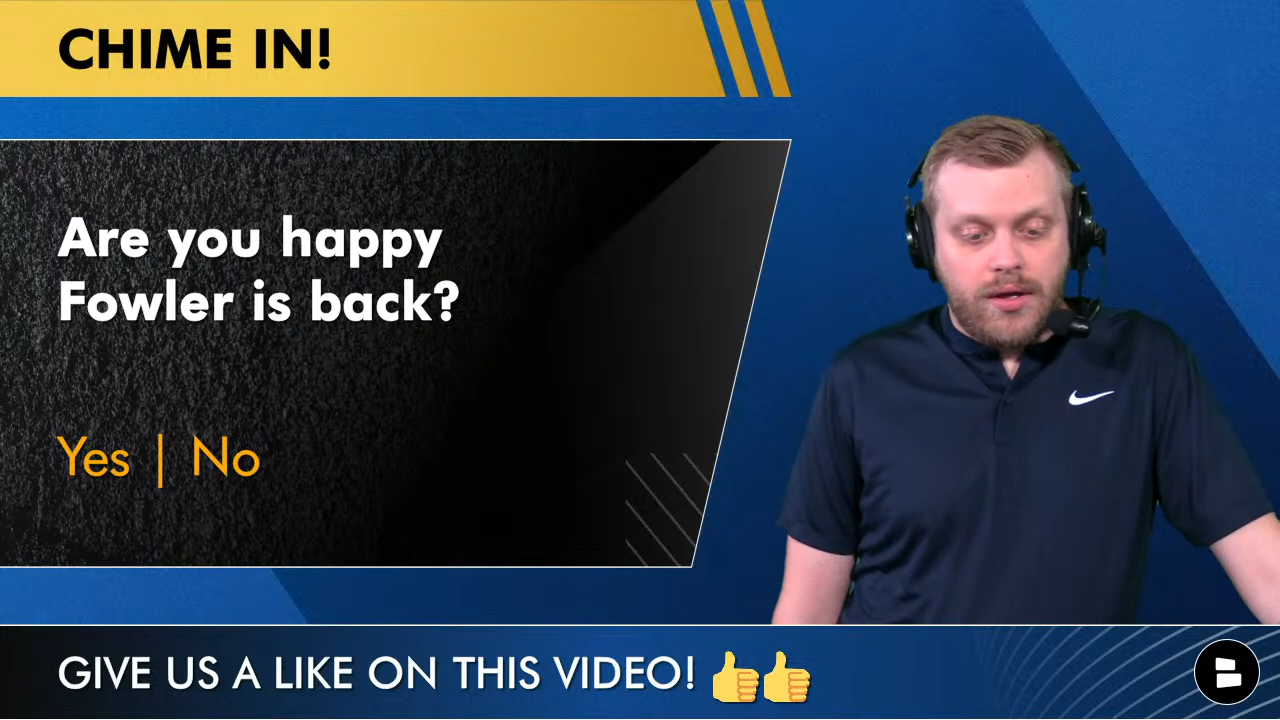 CHIME IN!
Are you happy
Fowler is back?
Yes | No
GIVE US A LIKE ON THIS VIDEO! 👍👍